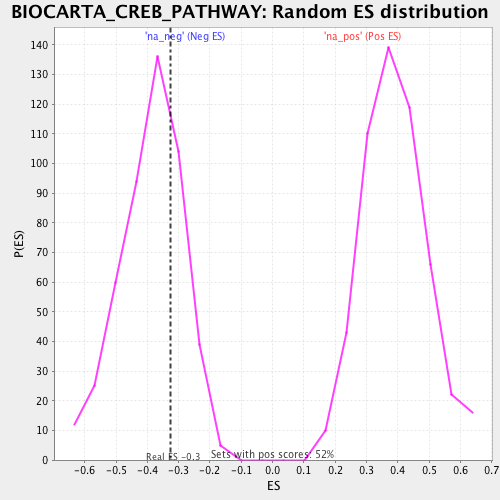 BIOCARTA_CREB_PATHWAY: Random ES distribution
'na_neg' (Neg ES)
'na_pos' (Pos ES)
140
130
120
110
100
90
80
70
60
50
40
30
20
10
0
P(ES)
Real ES -0.3
Sets with pos scores: 52%
-0.6 -0.5 -0.4 -0.3 -0.2 -0.1 0.0 0.1 0.2 0.3 0.4 0.5 0.6 0.7
ES